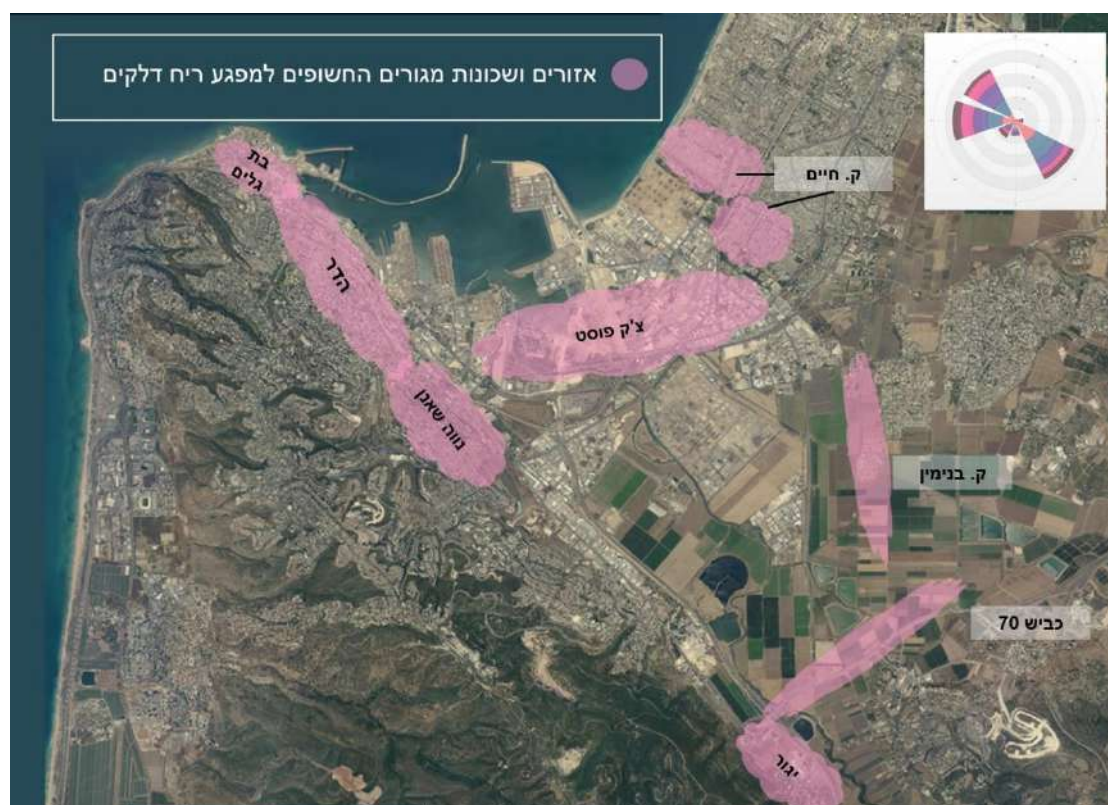 אזורים ושכונות מגורים החשופים למפגע ריח דלקים
בת
גלים
ק. חיים
הדר
צ'ק פוסט
נווה שאנן
ק. בנימין
כביש 70
יגור